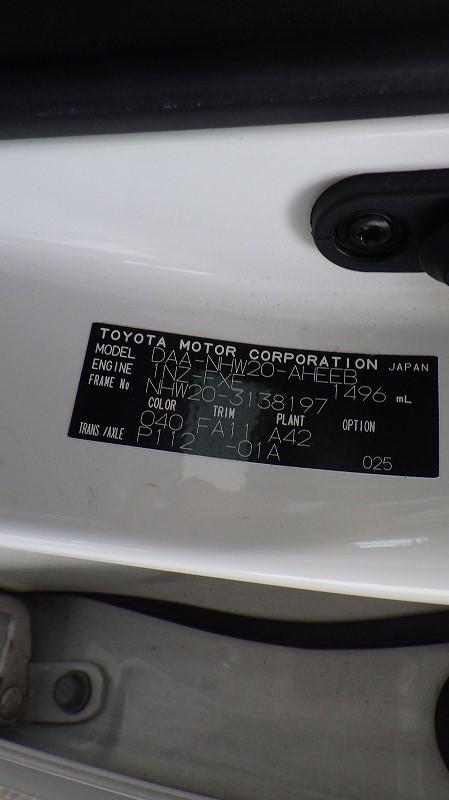 TOYOTA MOTOR CORPORATION JAPAN
MODEL DAA-NHW20-AHEEB
ENGINE 1NZ-FXE 1496 mL
FRAME No NHW20-3138197
COLOR TRIM PLANT OPTION
040 FA11 A42
TRANS/AXLE P112 -01A
025